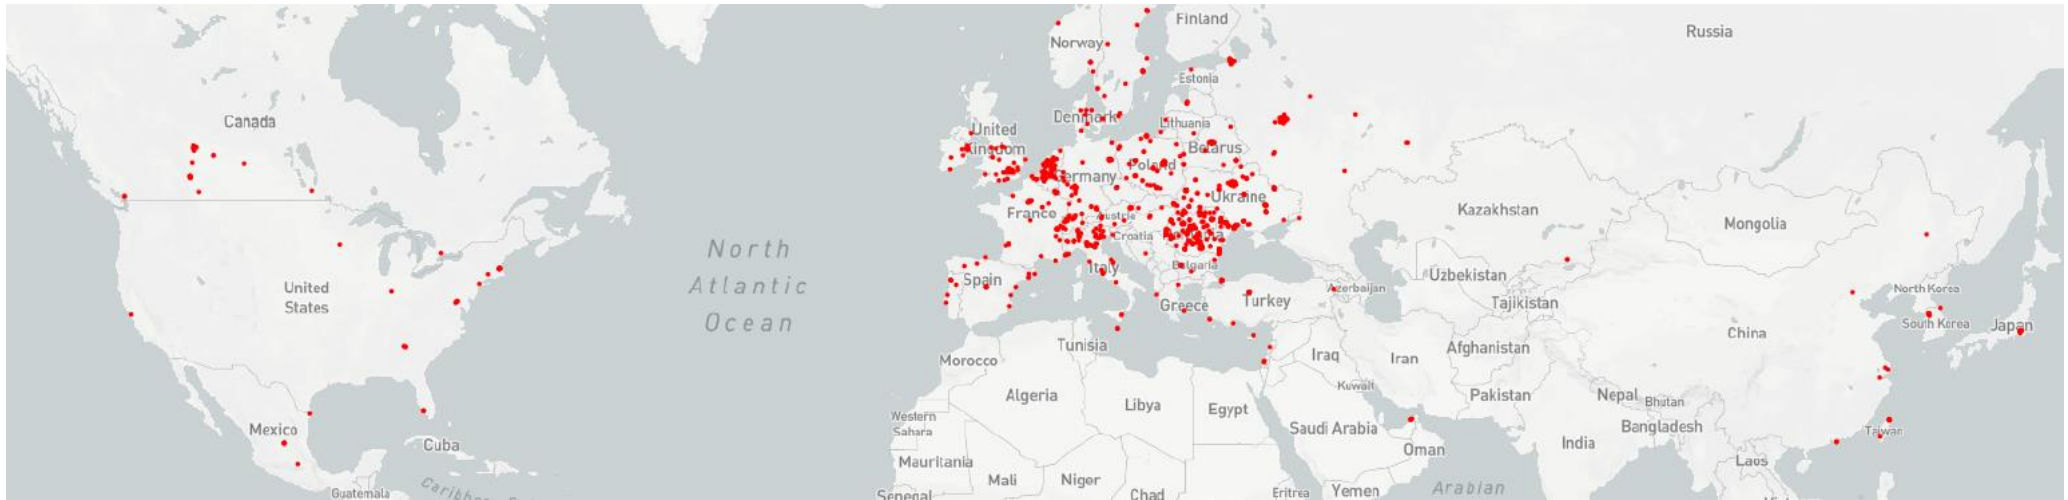 Finland
Russia
Norway
Estonia
Canada
Denmark
Lithuania
United
Kingdom
Belarus
Poland
Germany
Ukraine
Kazakhstan
France
Austria
Mongolia
Croatia
North
Atlantic
Ocean
Italy
Bulgaria
Uzbekistan
Spain
United
States
Azerbaijan
North Korea
Greece
Turkey
Tajikistan
South Korea
Japan
China
Tunisia
Morocco
Iraq
Iran
Afghanistan
Kuwait
Algeria
Libya
Egypt
Pakistan
Nepal
Bhutan
Western
Sahara
Mexico
Cuba
Saudi Arabia
Bangladesh
Taiwan
India
Oman
Mauritania
Laos
Mali
Niger
Chad
Guatemala
Caribbean
Senegal
Eritrea
Yemen
Arabian